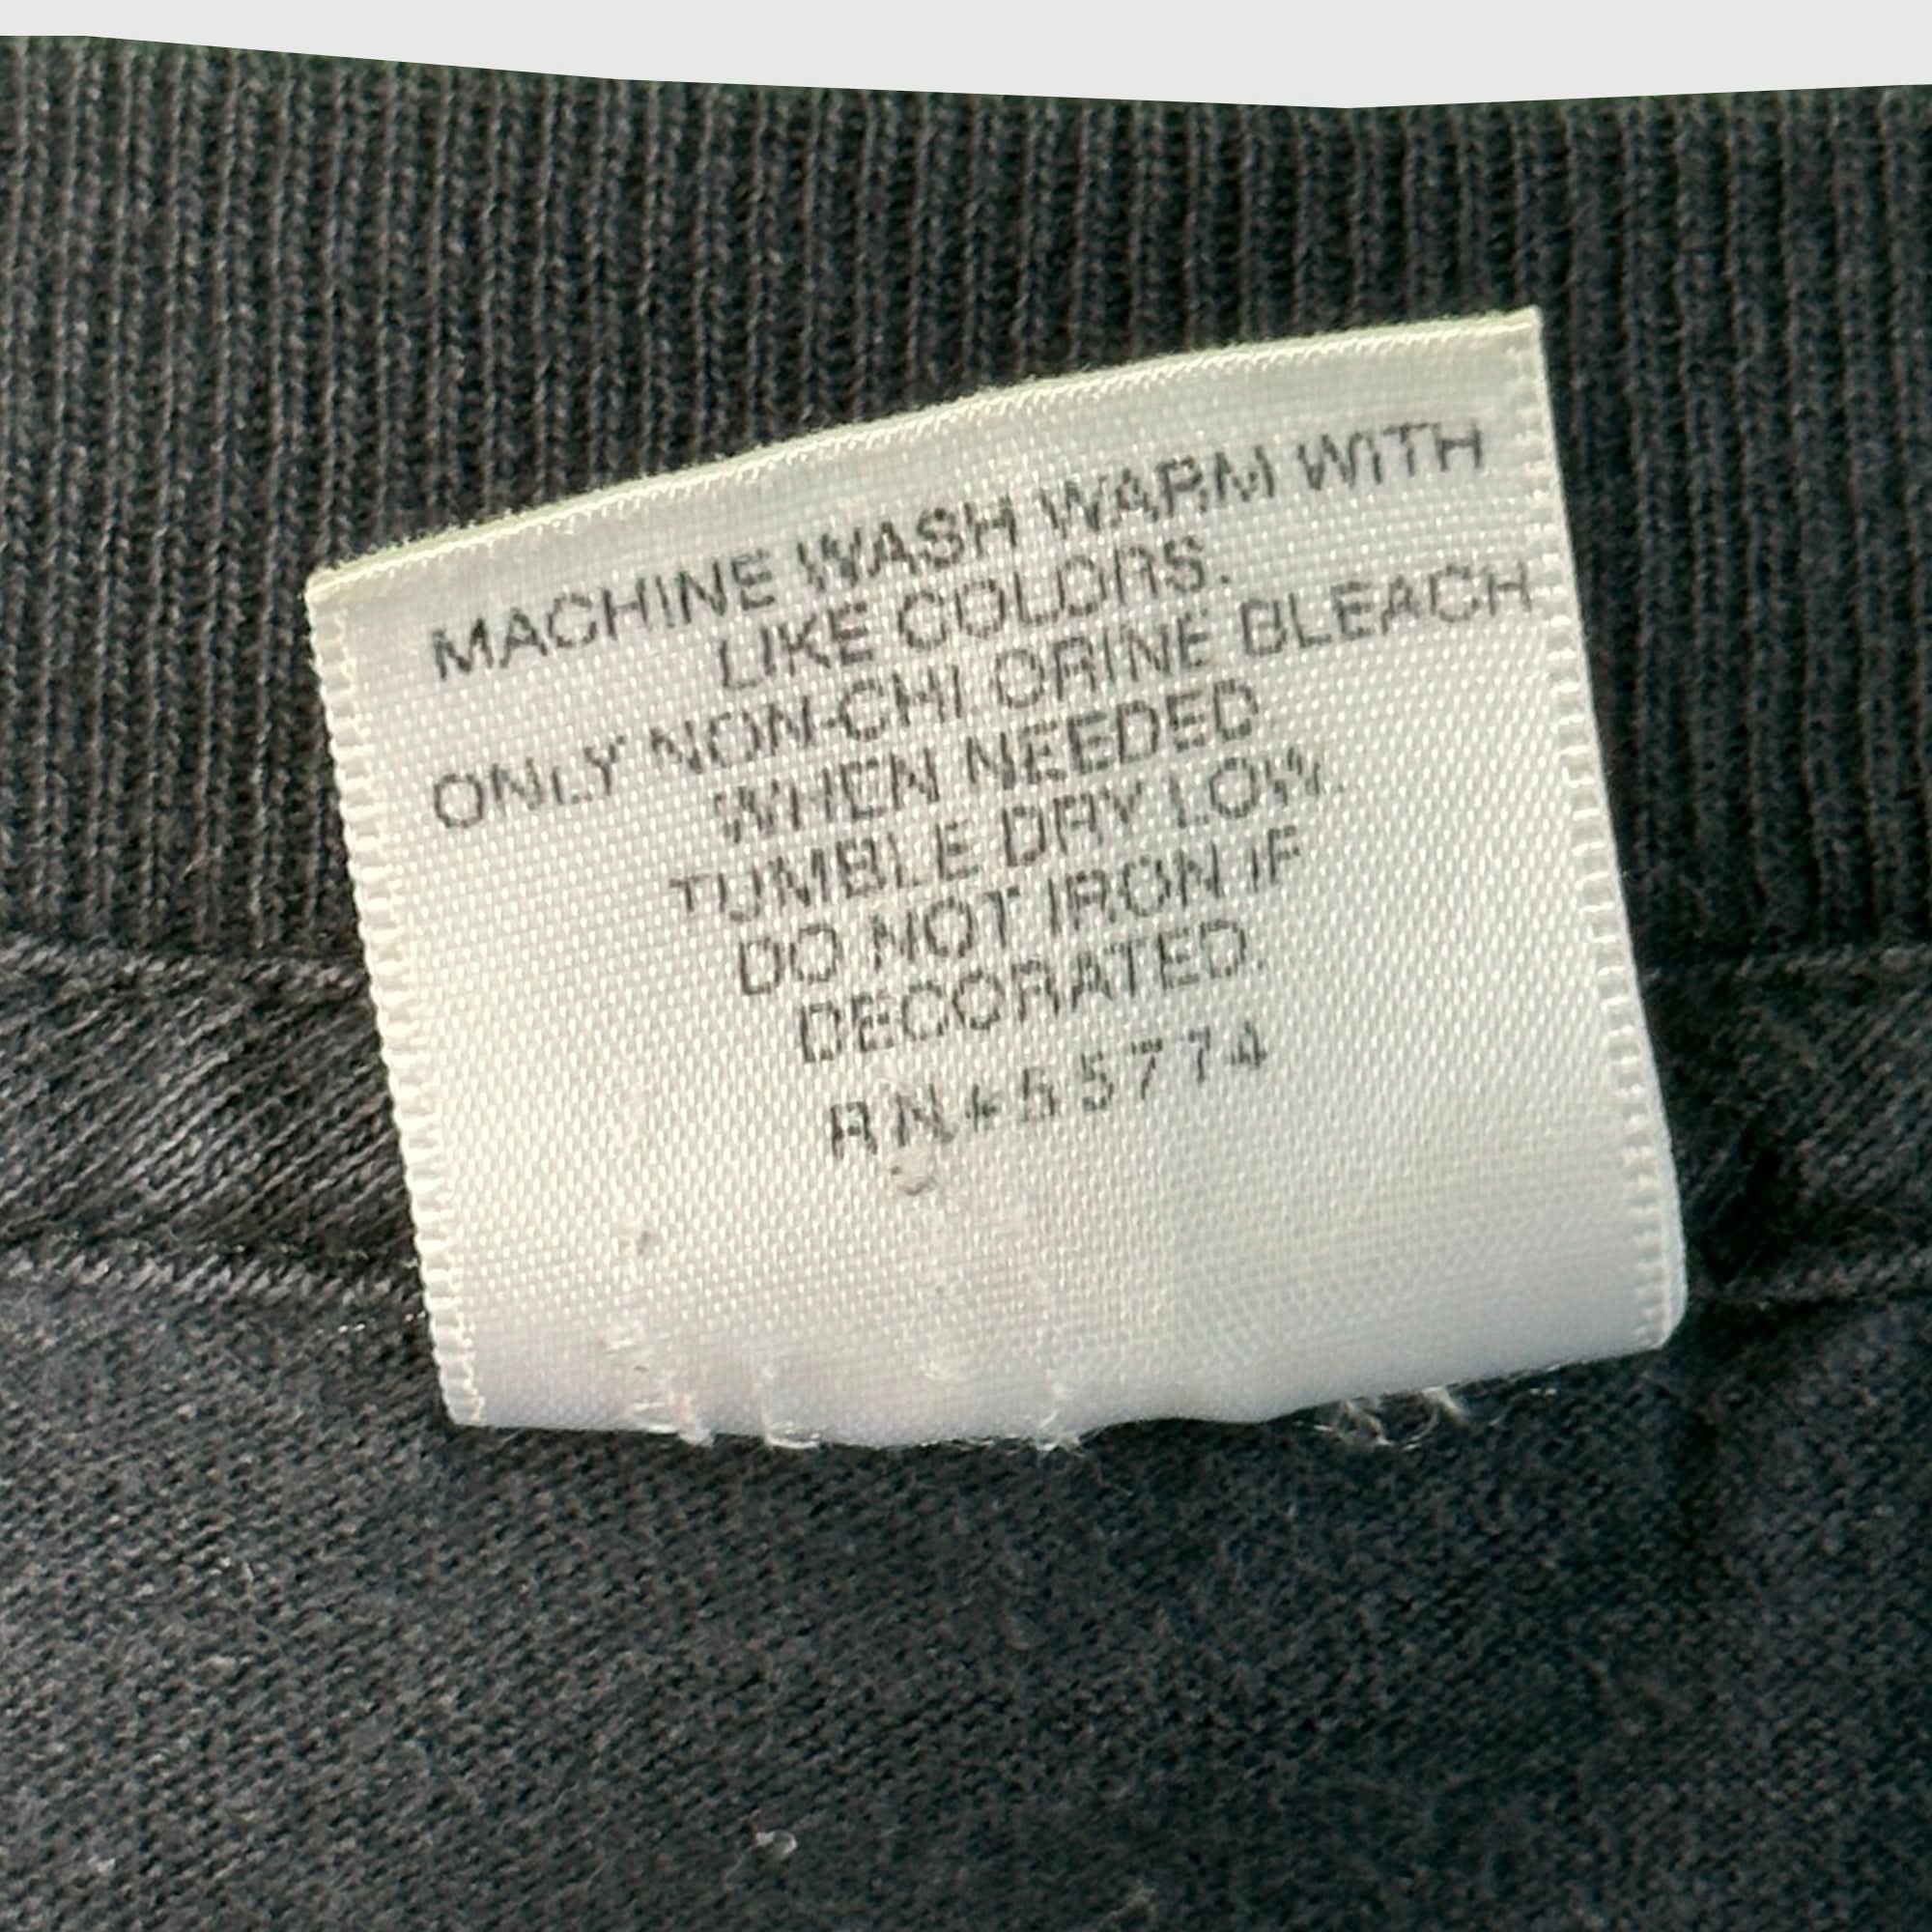 MACHINE WASH WARM WITH
LIKE COLORS.
ONLY NON-CHLORINE BLEACH
WHEN NEEDED
TUMBLE DRY LOW.
DO NOT IRON IF
DECORATED.
RN#55774